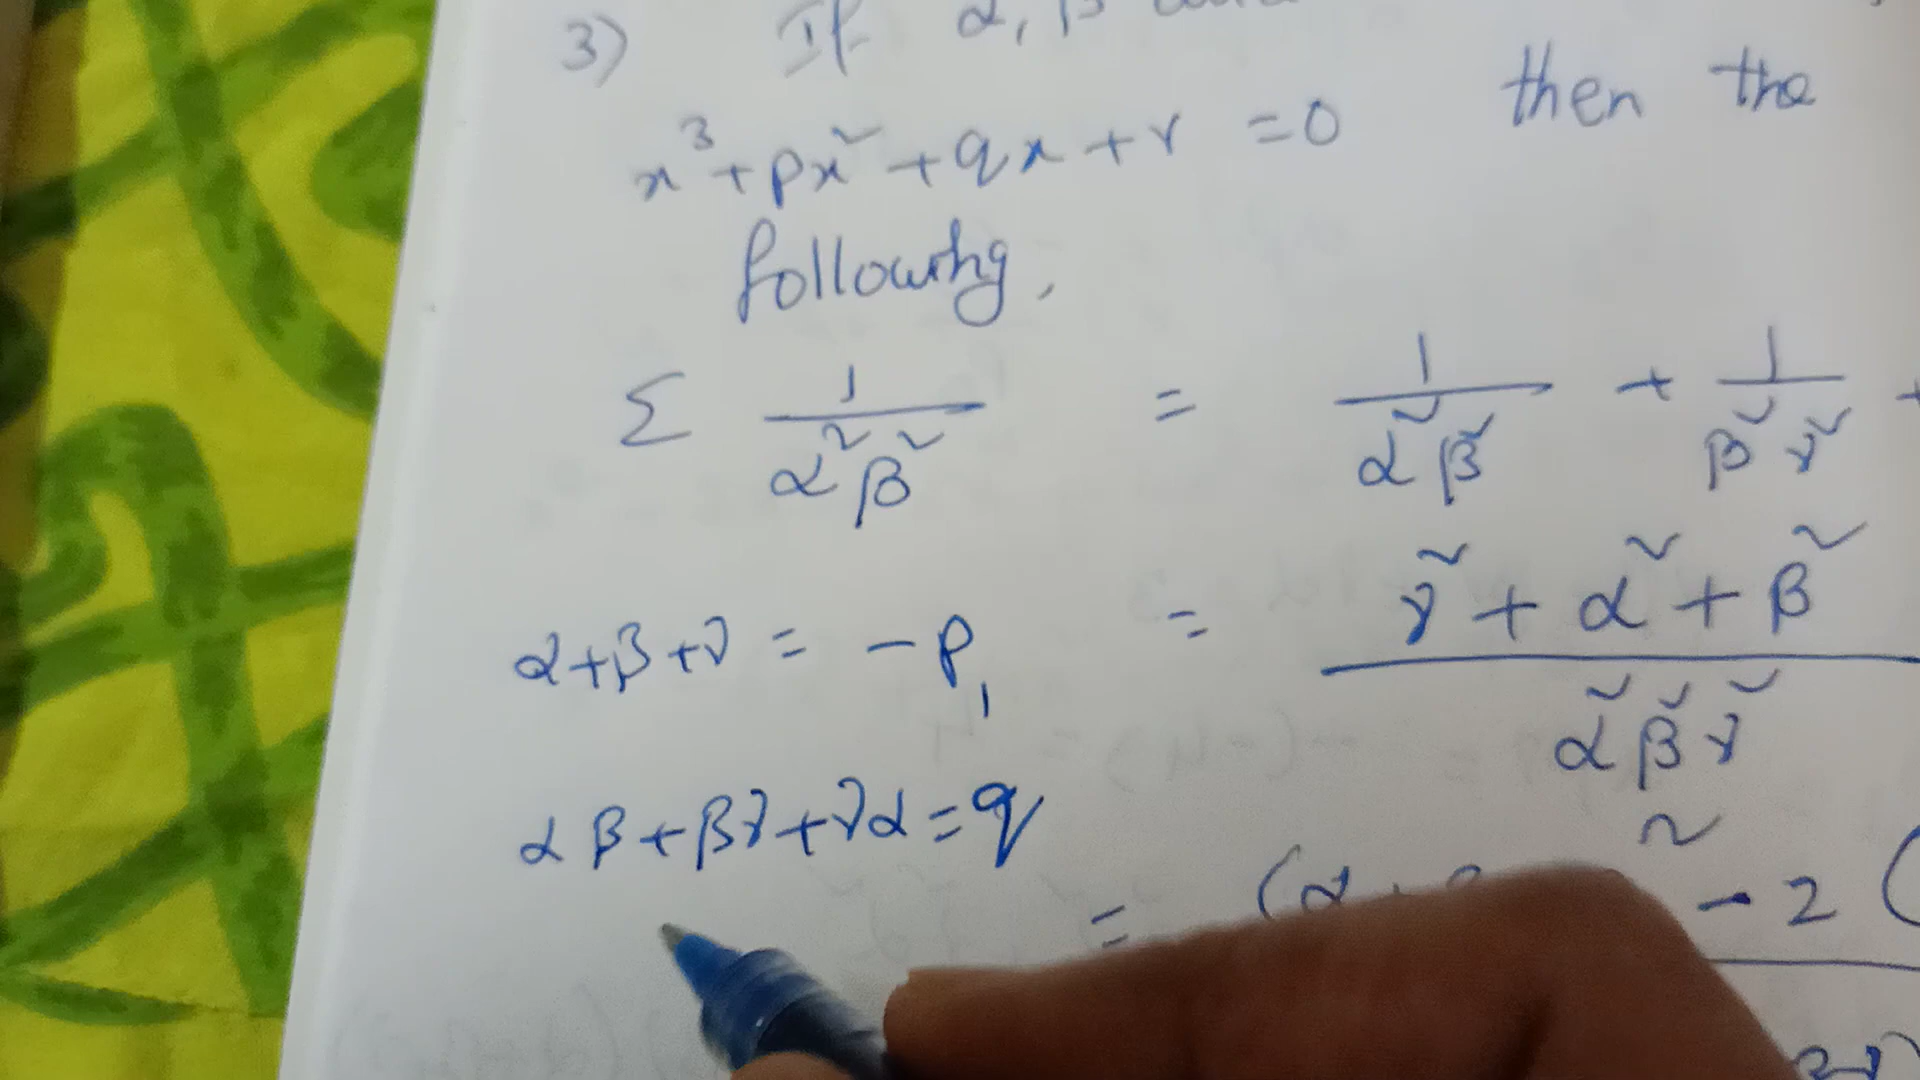 3) If α, β
x³ + px² + qx + r = 0 then the
following,
Σ 1/α²β² = 1/α²β² + 1/β²γ² +
α+β+γ = -p, = γ² + α² + β² / α²β²γ²
αβ+βγ+γα = q
= (α + ² - 2 (